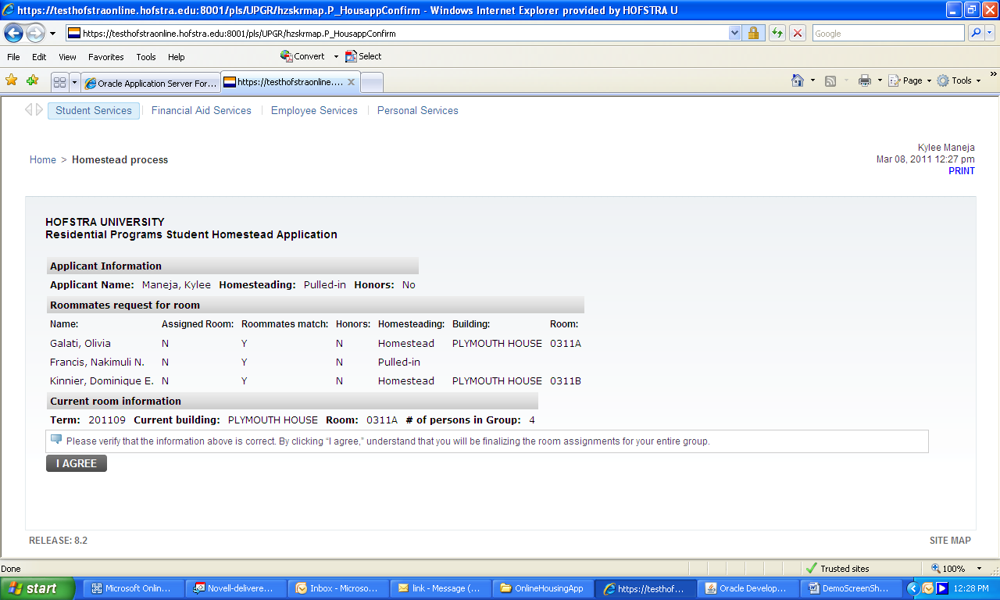 https://testhofstraonline.hofstra.edu:8001/pls/UPGR/hzskrmap.P_HousappConfirm - Windows Internet Explorer provided by HOFSTRA U
https://testhofstraonline.hofstra.edu:8001/pls/UPGR/hzskrmap.P_HousappConfirm Google
File Edit View Favorites Tools Help Convert Select
Oracle Application Server For... https://testhofstraonline.... Page Tools »
Student Services Financial Aid Services Employee Services Personal Services
Kylee Maneja
Home > Homestead process Mar 08, 2011 12:27 pm
PRINT
HOFSTRA UNIVERSITY
Residential Programs Student Homestead Application
Applicant Information
Applicant Name: Maneja, Kylee Homesteading: Pulled-in Honors: No
Roommates request for room
Name: Assigned Room: Roommates match: Honors: Homesteading: Building: Room:
Galati, Olivia N Y N Homestead PLYMOUTH HOUSE 0311A
Francis, Nakimuli N. N Y N Pulled-in
Kinnier, Dominique E. N Y N Homestead PLYMOUTH HOUSE 0311B
Current room information
Term: 201109 Current building: PLYMOUTH HOUSE Room: 0311A # of persons in Group: 4
Please verify that the information above is correct. By clicking “I agree,” understand that you will be finalizing the room assignments for your entire group.
I AGREE
RELEASE: 8.2 SITE MAP
Done Trusted sites 100%
start Microsoft Onlin... Novell-delivere... Inbox - Microso... link - Message (... OnlineHousingApp https://testhof... Oracle Develop... DemoScreenSh... 12:28 PM